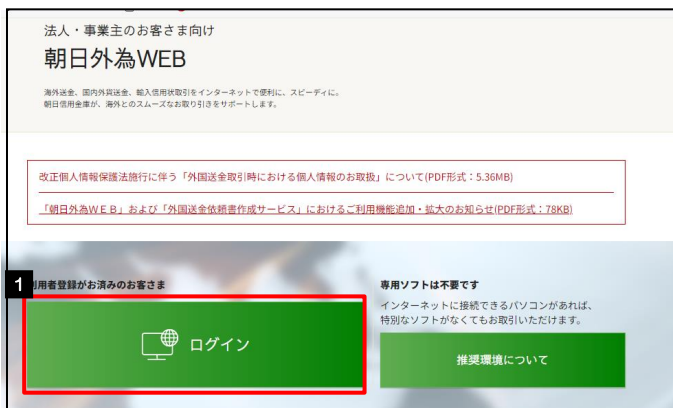 法人・事業主のお客さま向け
朝日外為WEB
海外送金、国内外貨送金、輸入信用状取引をインターネットで便利に、スピーディに。
朝日信用金庫が、海外とのスムーズなお取り引きをサポートします。
改正個人情報保護法施行に伴う「外国送金取引時における個人情報のお取扱」について(PDF形式：5.36MB)
「朝日外為ＷＥＢ」および「外国送金依頼書作成サービス」におけるご利用機能追加・拡大のお知らせ(PDF形式：78KB)
1
利用者登録がお済みのお客さま
ログイン
専用ソフトは不要です
インターネットに接続できるパソコンがあれば、
特別なソフトがなくてもお取引いただけます。
推奨環境について